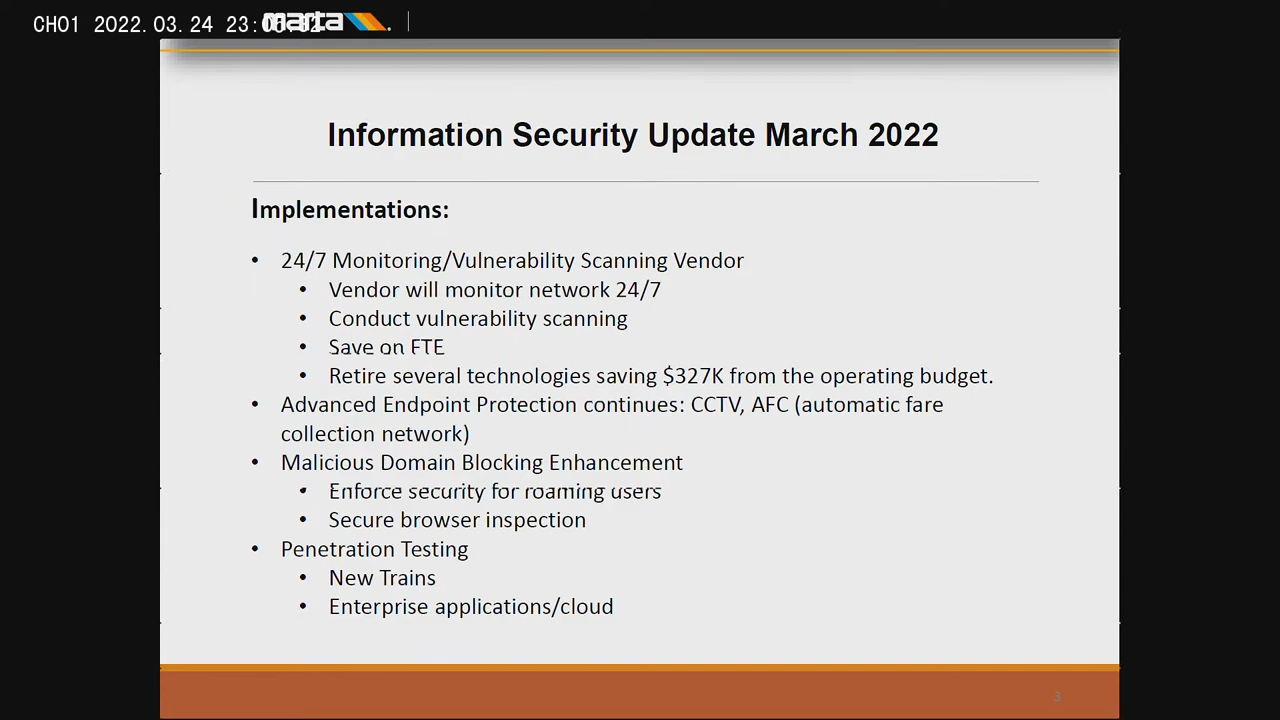 CH01 2022.03.24
marta
Information Security Update March 2022
Implementations:
• 24/7 Monitoring/Vulnerability Scanning Vendor
• Vendor will monitor network 24/7
• Conduct vulnerability scanning
• Save on FTE
• Retire several technologies saving $327K from the operating budget.
• Advanced Endpoint Protection continues: CCTV, AFC (automatic fare
collection network)
• Malicious Domain Blocking Enhancement
• Enforce security for roaming users
• Secure browser inspection
• Penetration Testing
• New Trains
• Enterprise applications/cloud
3